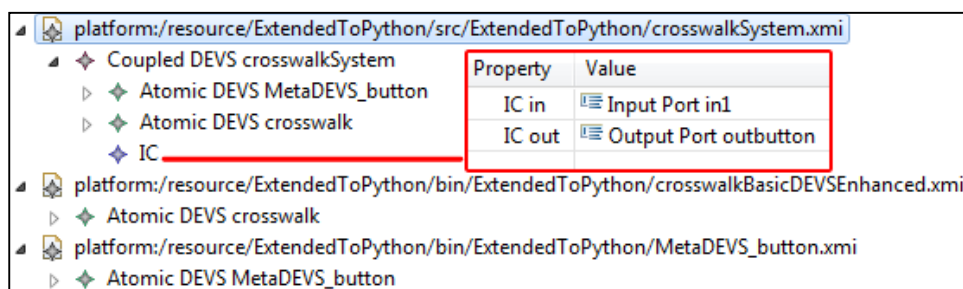 platform:/resource/ExtendedToPython/src/ExtendedToPython/crosswalkSystem.xmi
Coupled DEVS crosswalkSystem
Property Value
Atomic DEVS MetaDEVS_button
IC in Input Port in1
Atomic DEVS crosswalk
IC out Output Port outbutton
IC
platform:/resource/ExtendedToPython/bin/ExtendedToPython/crosswalkBasicDEVSEnhanced.xmi
Atomic DEVS crosswalk
platform:/resource/ExtendedToPython/bin/ExtendedToPython/MetaDEVS_button.xmi
Atomic DEVS MetaDEVS_button